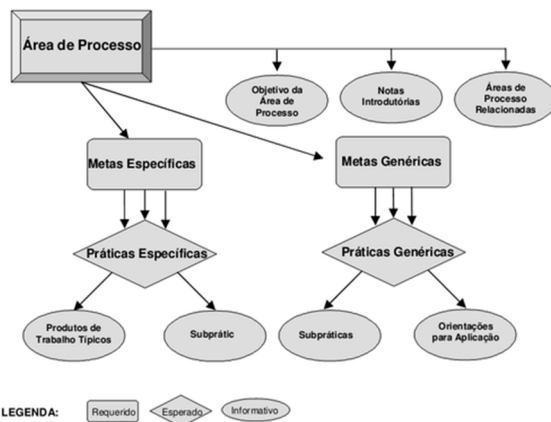 Área de Processo
Objetivo da
Área de
Processo
Notas
Introdutórias
Áreas de
Processo
Relacionadas
Metas Específicas
Metas Genéricas
Práticas Específicas
Práticas Genéricas
Produtos de
Trabalho Típicos
Subprátic
Subpráticas
Orientações
para Aplicação
LEGENDA:
Requerido
Esperado
Informativo